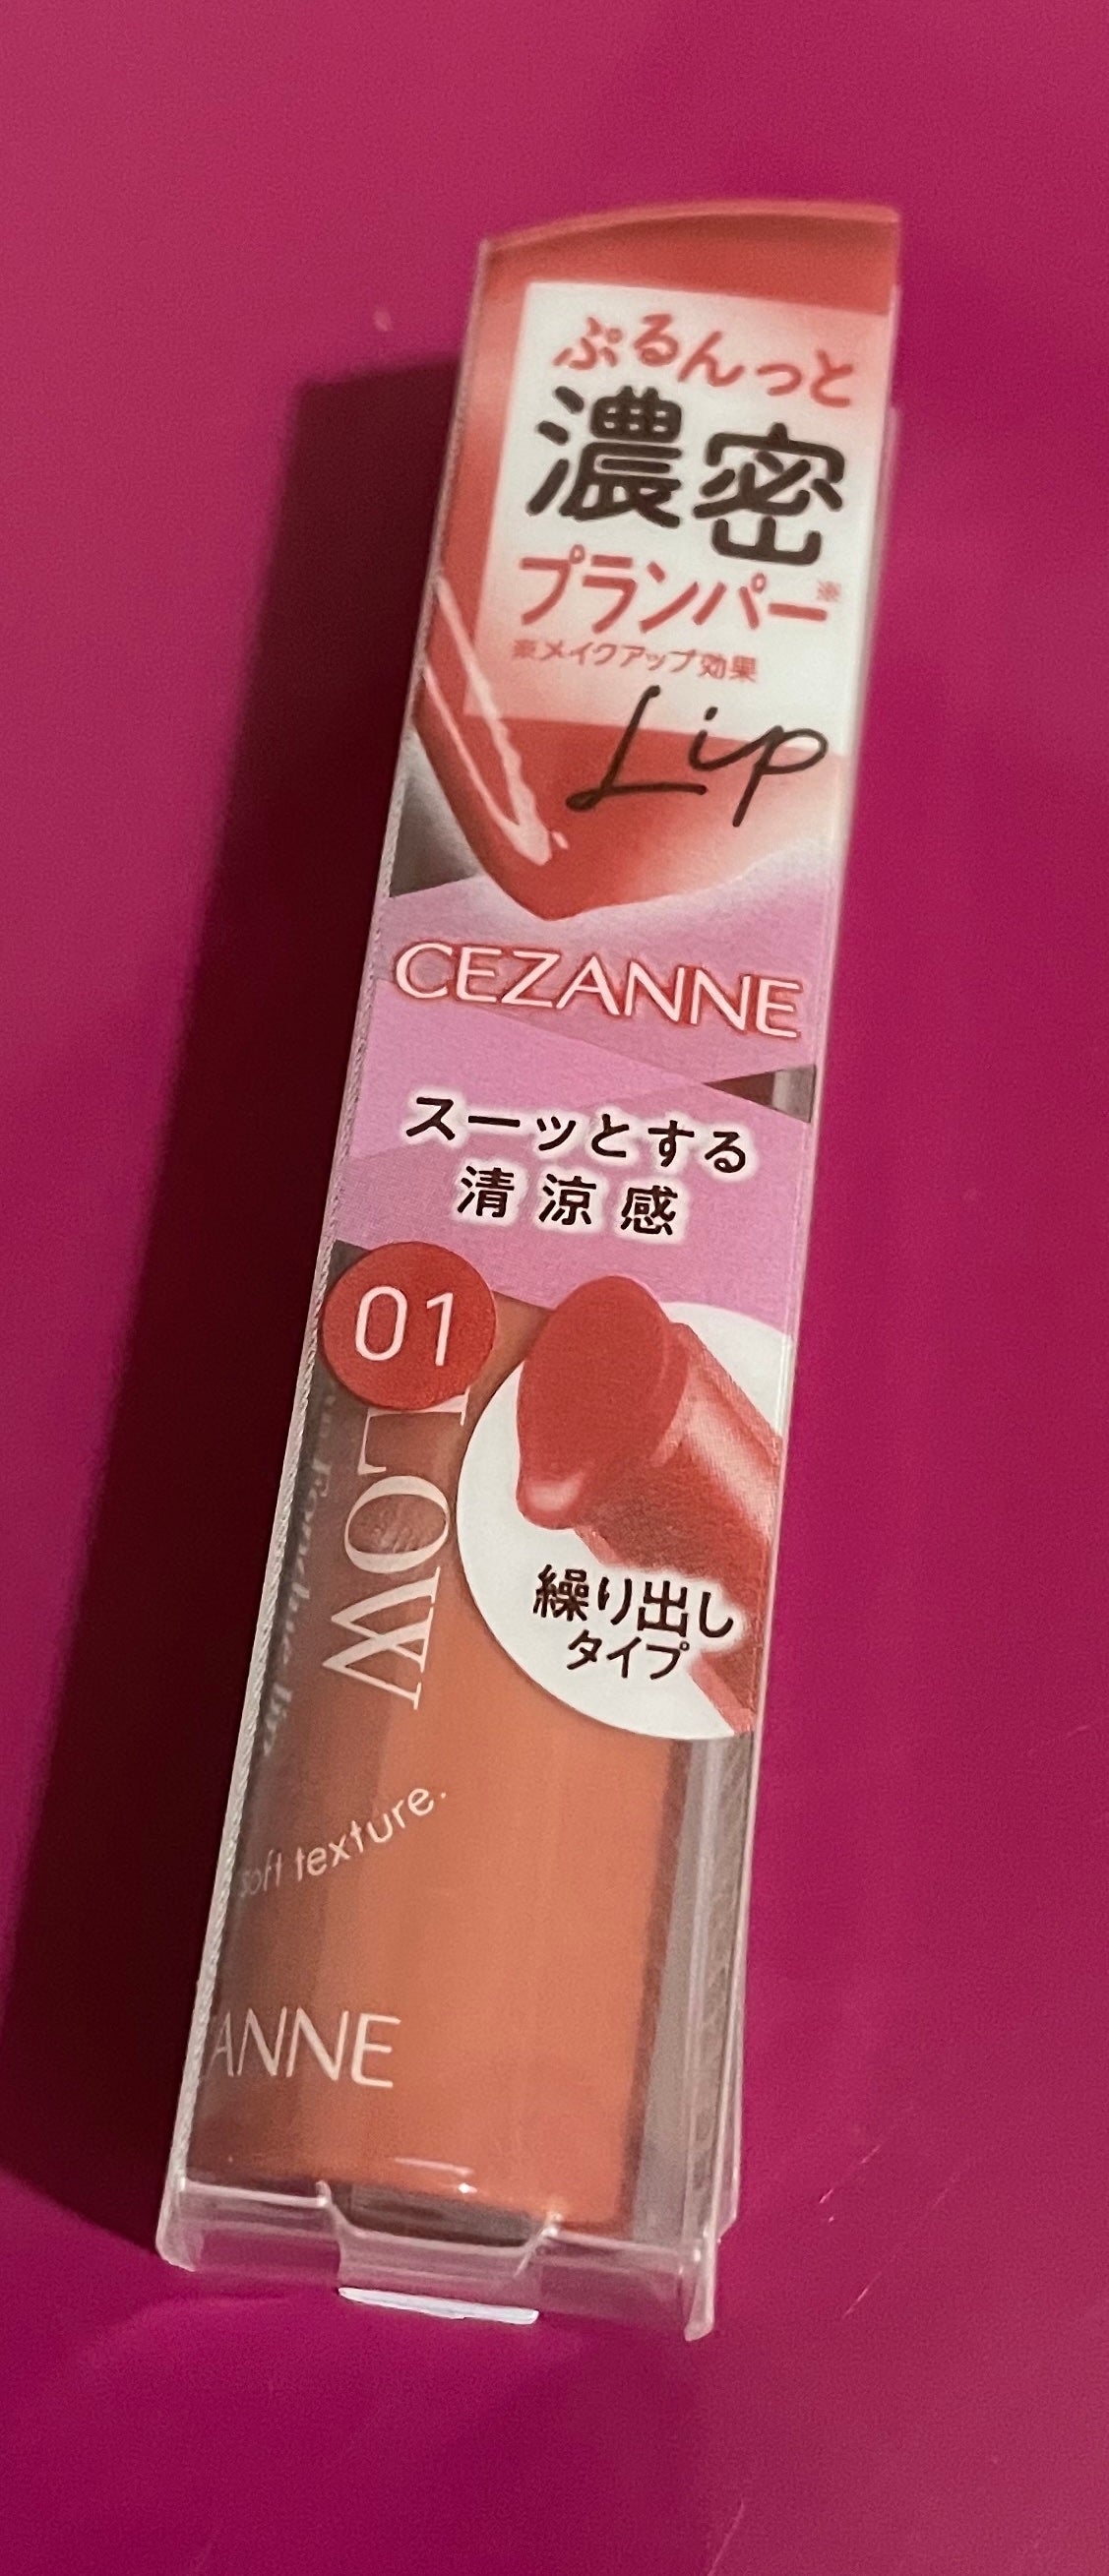 ぷるんっと
濃密
プランパー※
※メイクアップ効果
Lip
CEZANNE
スーッとする
清涼感
01
LOW
繰り出し
タイプ
soft texture.
ANNE